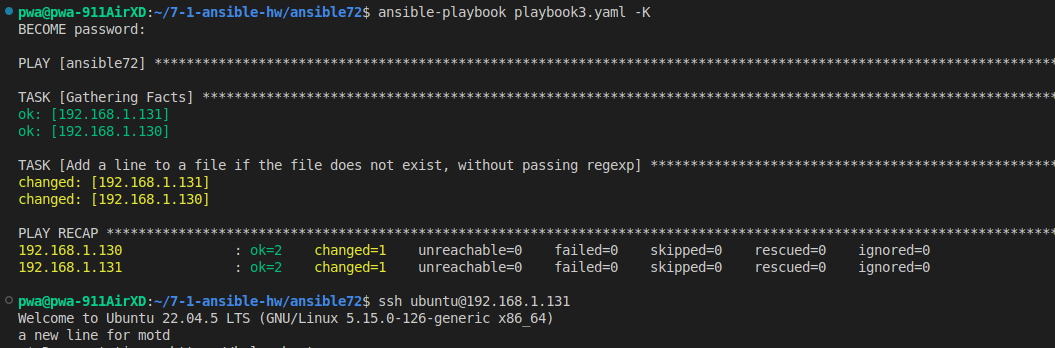 pwa@pwa-911AirXD:~/7-1-ansible-hw/ansible72$ ansible-playbook playbook3.yaml -K
BECOME password:
PLAY [ansible72] ****************************************************************************************************************
TASK [Gathering Facts] **********************************************************************************************************
ok: [192.168.1.131]
ok: [192.168.1.130]
TASK [Add a line to a file if the file does not exist, without passing regexp] **************************************************
changed: [192.168.1.131]
changed: [192.168.1.130]
PLAY RECAP **********************************************************************************************************************
192.168.1.130 : ok=2 changed=1 unreachable=0 failed=0 skipped=0 rescued=0 ignored=0
192.168.1.131 : ok=2 changed=1 unreachable=0 failed=0 skipped=0 rescued=0 ignored=0
pwa@pwa-911AirXD:~/7-1-ansible-hw/ansible72$ ssh ubuntu@192.168.1.131
Welcome to Ubuntu 22.04.5 LTS (GNU/Linux 5.15.0-126-generic x86_64)
a new line for motd